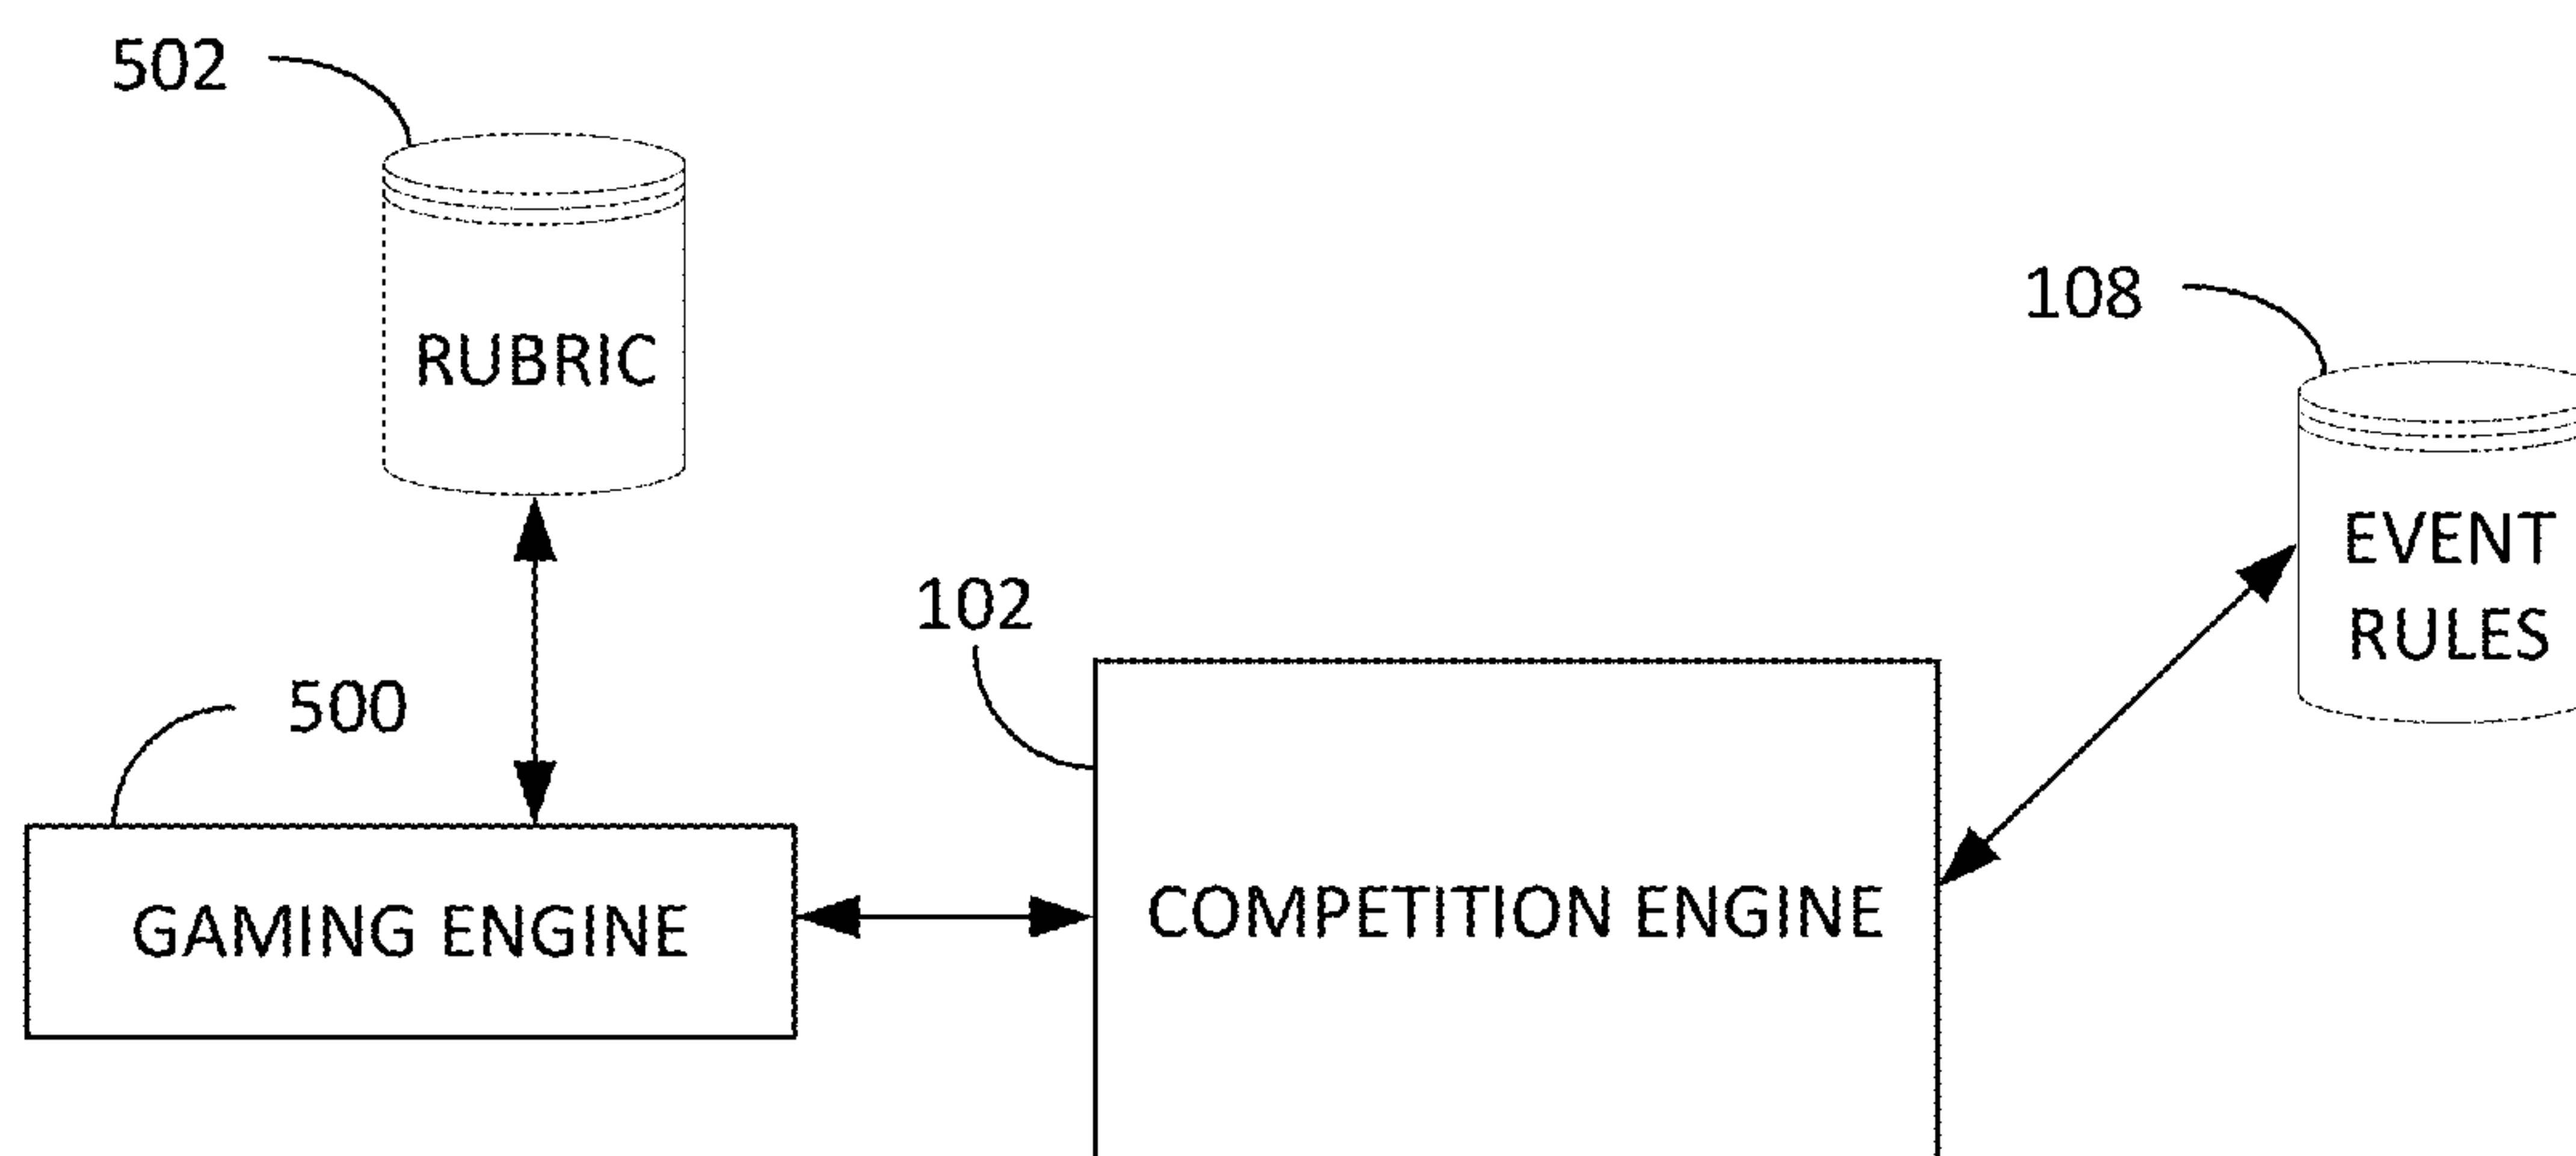 502
RUBRIC
108
EVENT
RULES
102
500
GAMING ENGINE
COMPETITION ENGINE